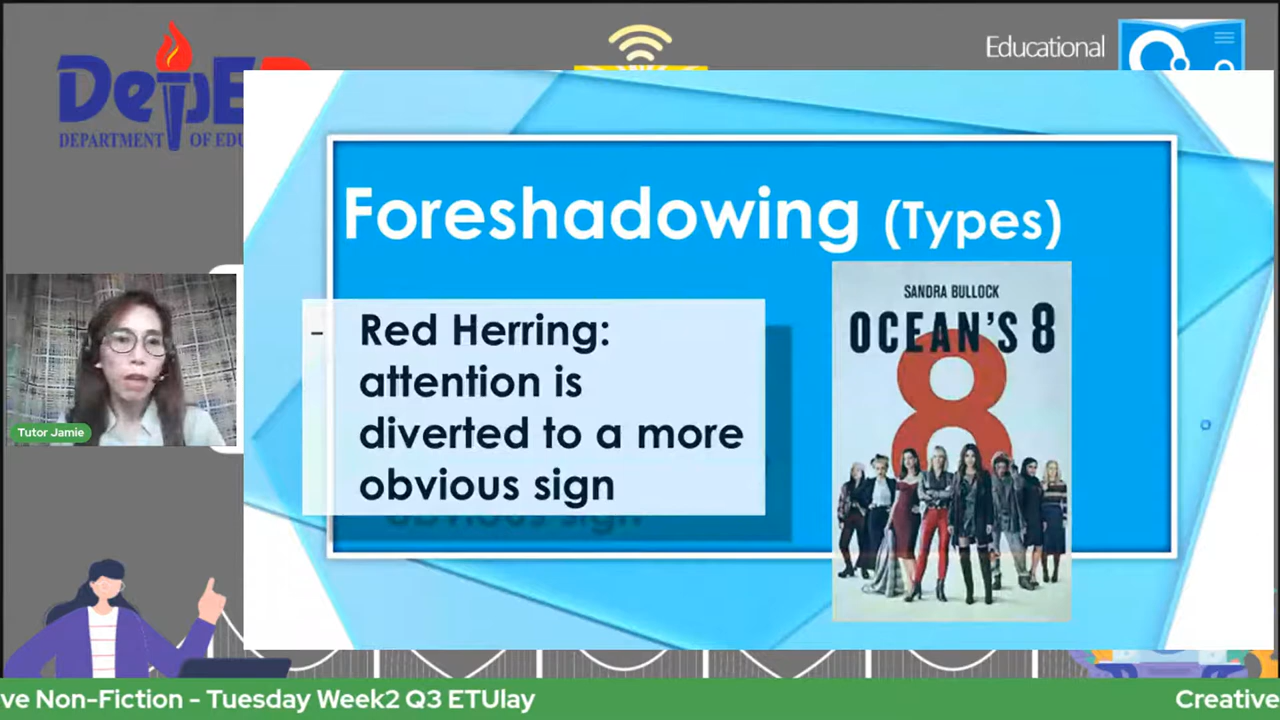 DepE
DEPARTMENT OF EDU
Educational
Foreshadowing (Types)
- Red Herring:
attention is
diverted to a more
obvious sign
SANDRA BULLOCK
OCEAN'S 8
8
Tutor Jamie
ve Non-Fiction - Tuesday Week2 Q3 ETUlay
Creative